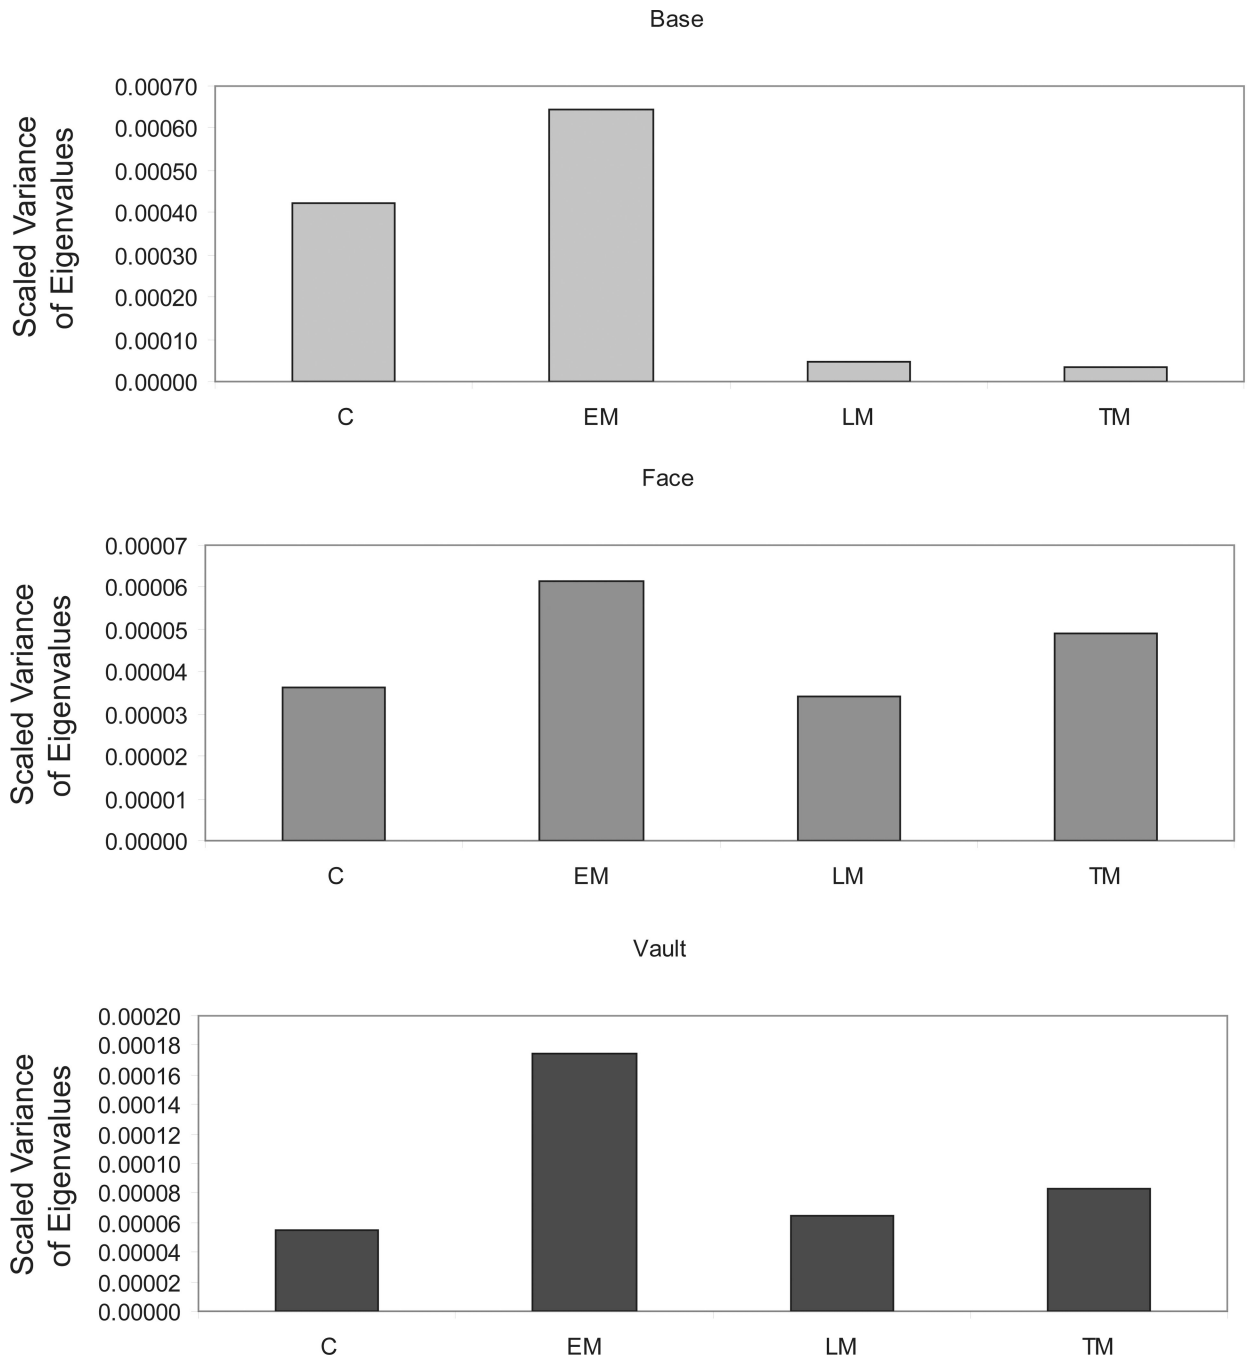 Base
Scaled Variance
of Eigenvalues
0.00070
0.00060
0.00050
0.00040
0.00030
0.00020
0.00010
0.00000
C EM LM TM
Face
Scaled Variance
of Eigenvalues
0.00007
0.00006
0.00005
0.00004
0.00003
0.00002
0.00001
0.00000
C EM LM TM
Vault
Scaled Variance
of Eigenvalues
0.00020
0.00018
0.00016
0.00014
0.00012
0.00010
0.00008
0.00006
0.00004
0.00002
0.00000
C EM LM TM